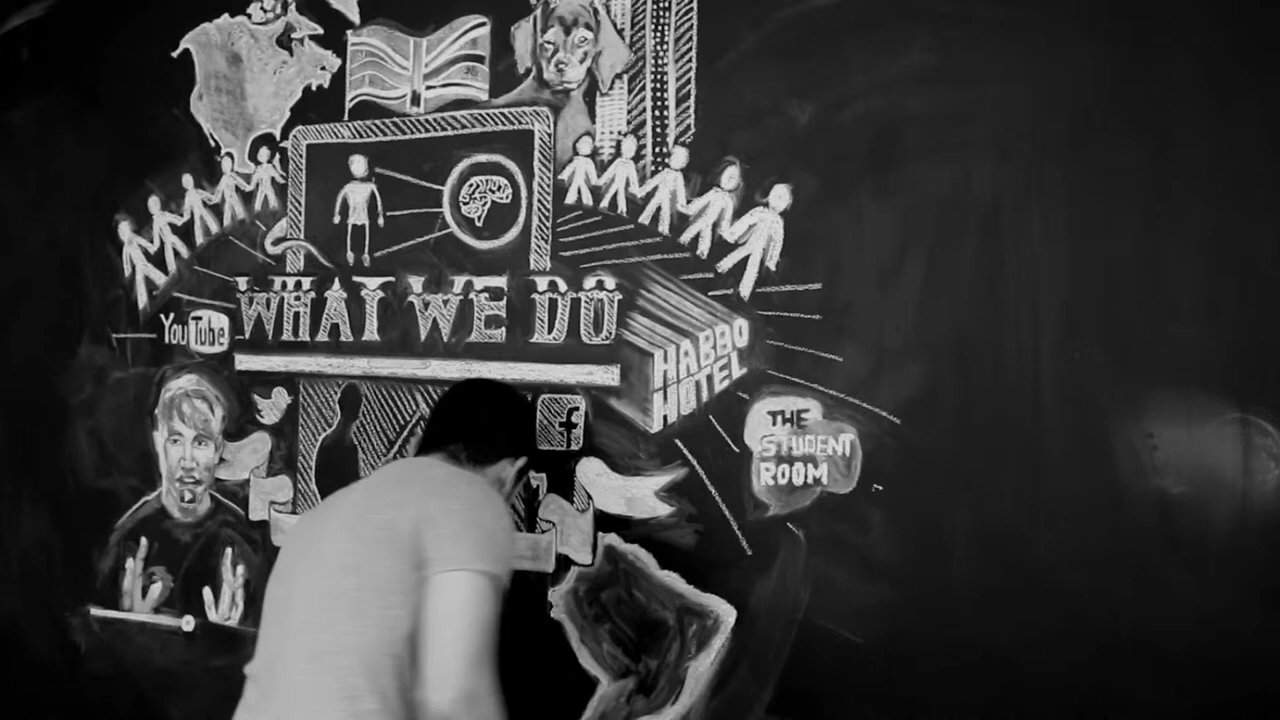 WHAT WE DO
YouTube
HABBO
HOTEL
f
THE
STUDENT
ROOM